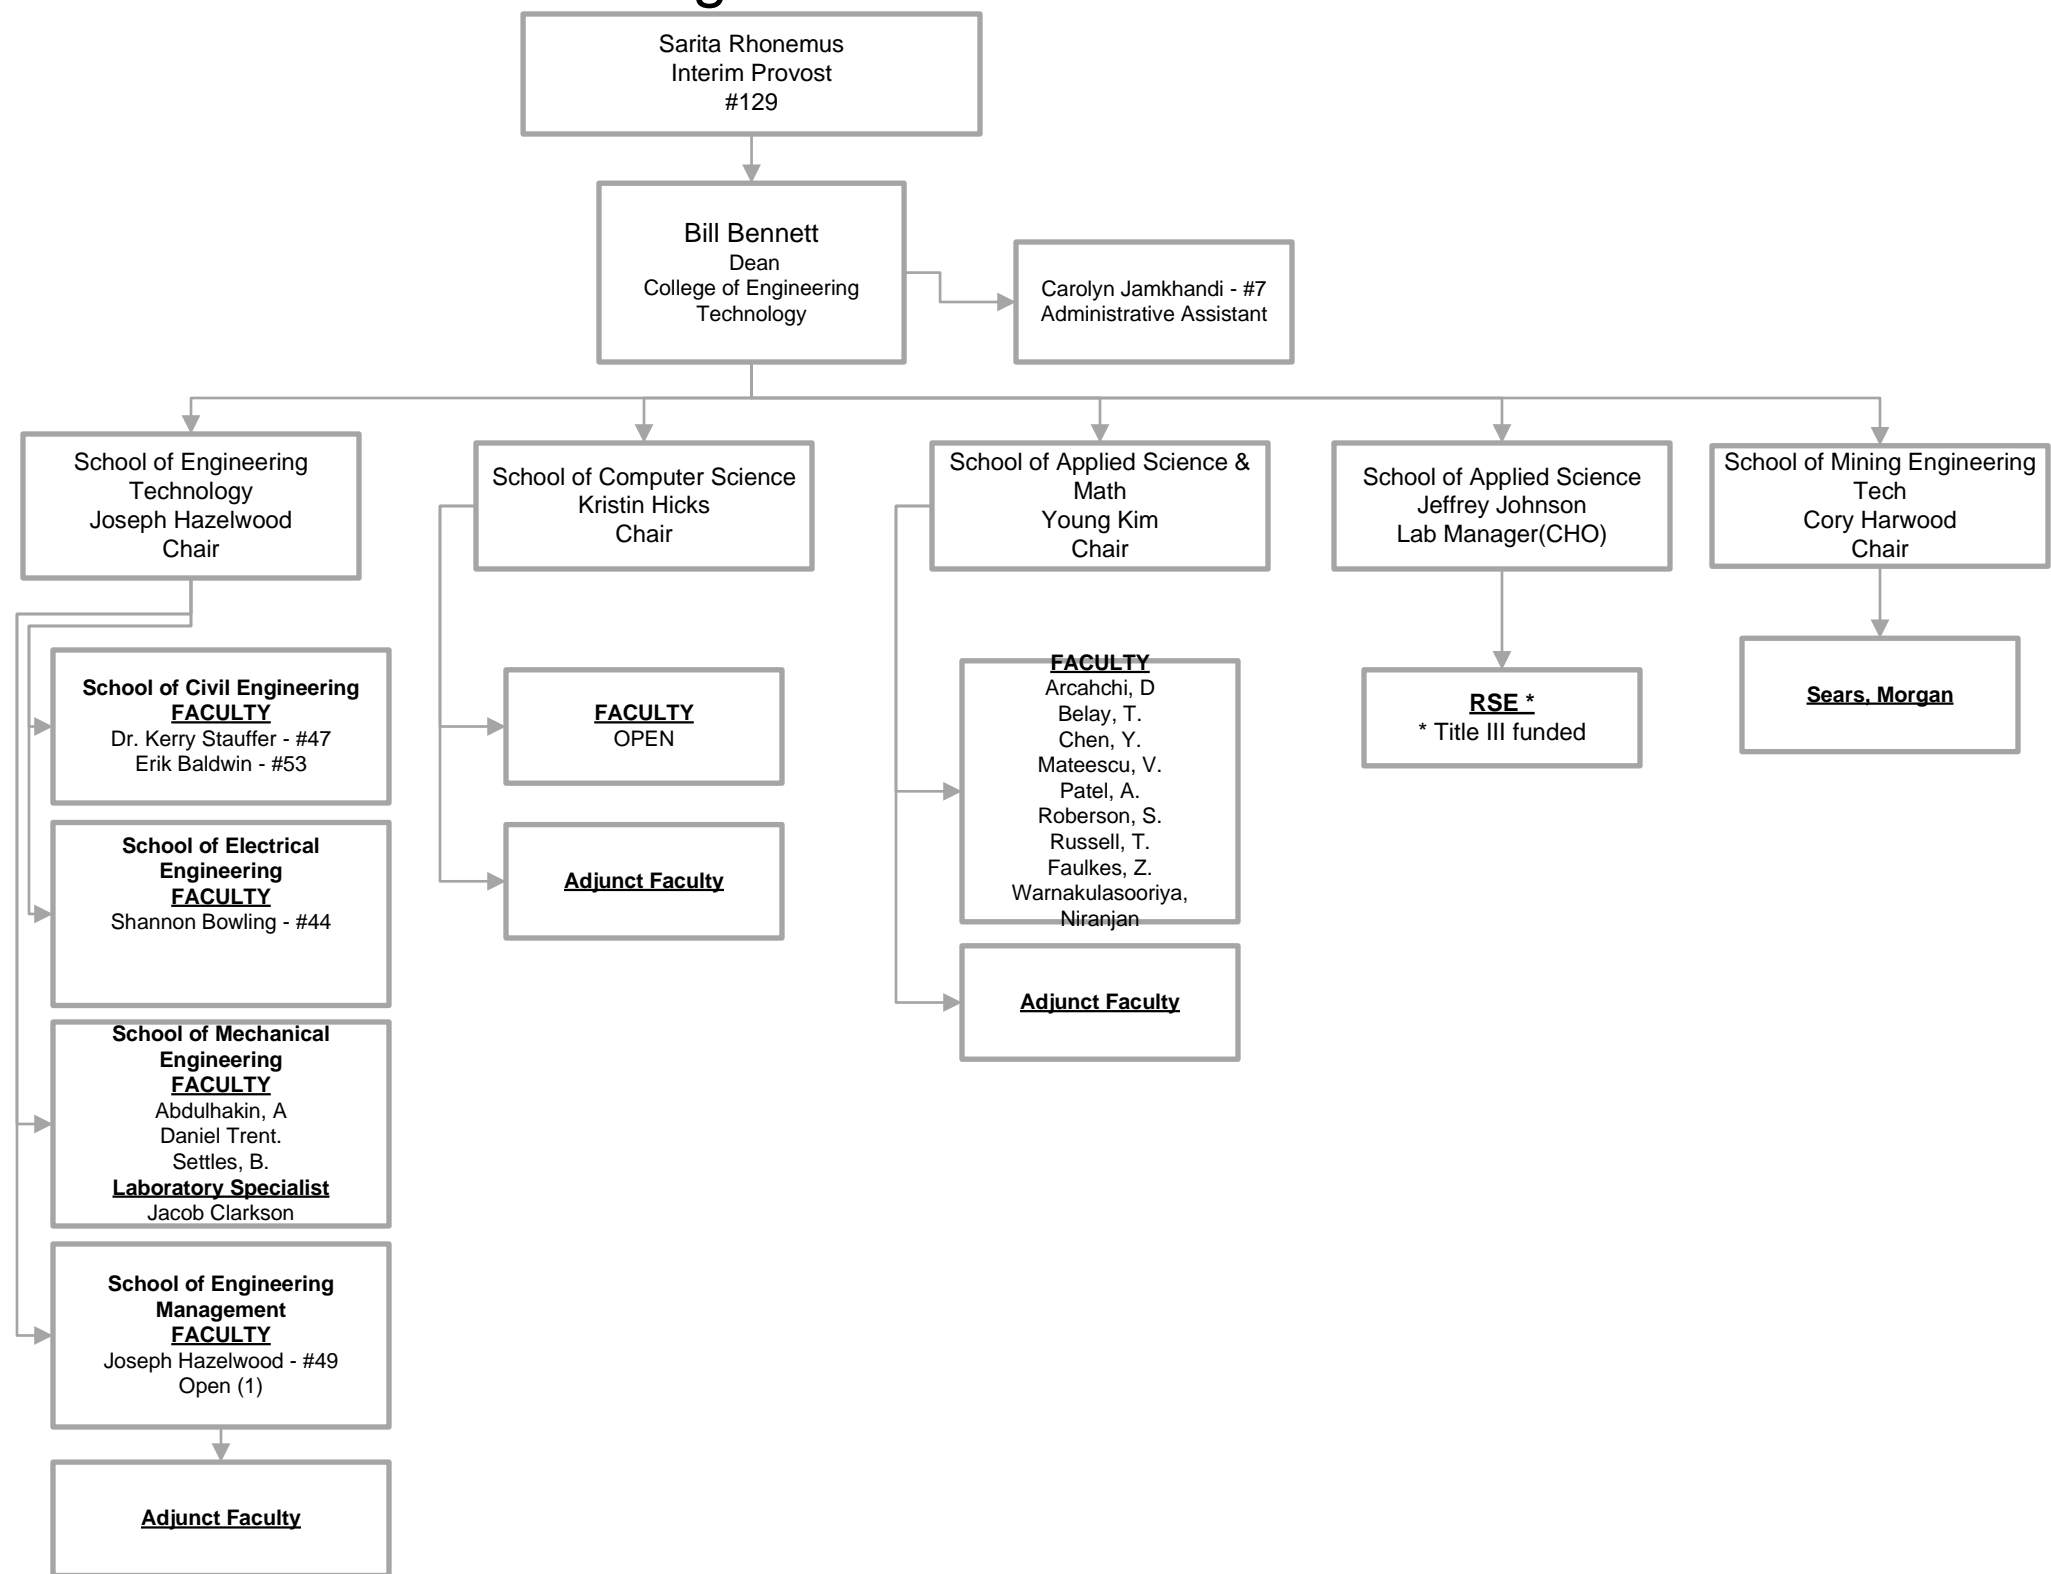 Sarita Rhonemus
Interim Provost
#129
Bill Bennett
Dean
College of Engineering
Technology
Carolyn Jamkhandi - #7
Administrative Assistant
School of Engineering
Technology
Joseph Hazelwood
Chair
School of Computer Science
Kristin Hicks
Chair
School of Applied Science &
Math
Young Kim
Chair
School of Applied Science
Jeffrey Johnson
Lab Manager(CHO)
School of Mining Engineering
Tech
Cory Harwood
Chair
School of Civil Engineering
FACULTY
Dr. Kerry Stauffer - #47
Erik Baldwin - #53
School of Electrical
Engineering
FACULTY
Shannon Bowling - #44
School of Mechanical
Engineering
FACULTY
Abdulhakin, A
Daniel Trent.
Settles, B.
Laboratory Specialist
Jacob Clarkson
School of Engineering
Management
FACULTY
Joseph Hazelwood - #49
Open (1)
Adjunct Faculty
FACULTY
OPEN
Adjunct Faculty
FACULTY
Arcahchi, D
Belay, T.
Chen, Y.
Mateescu, V.
Patel, A.
Roberson, S.
Russell, T.
Faulkes, Z.
Warnakulasooriya,
Niranjan
Adjunct Faculty
RSE *
* Title III funded
Sears, Morgan